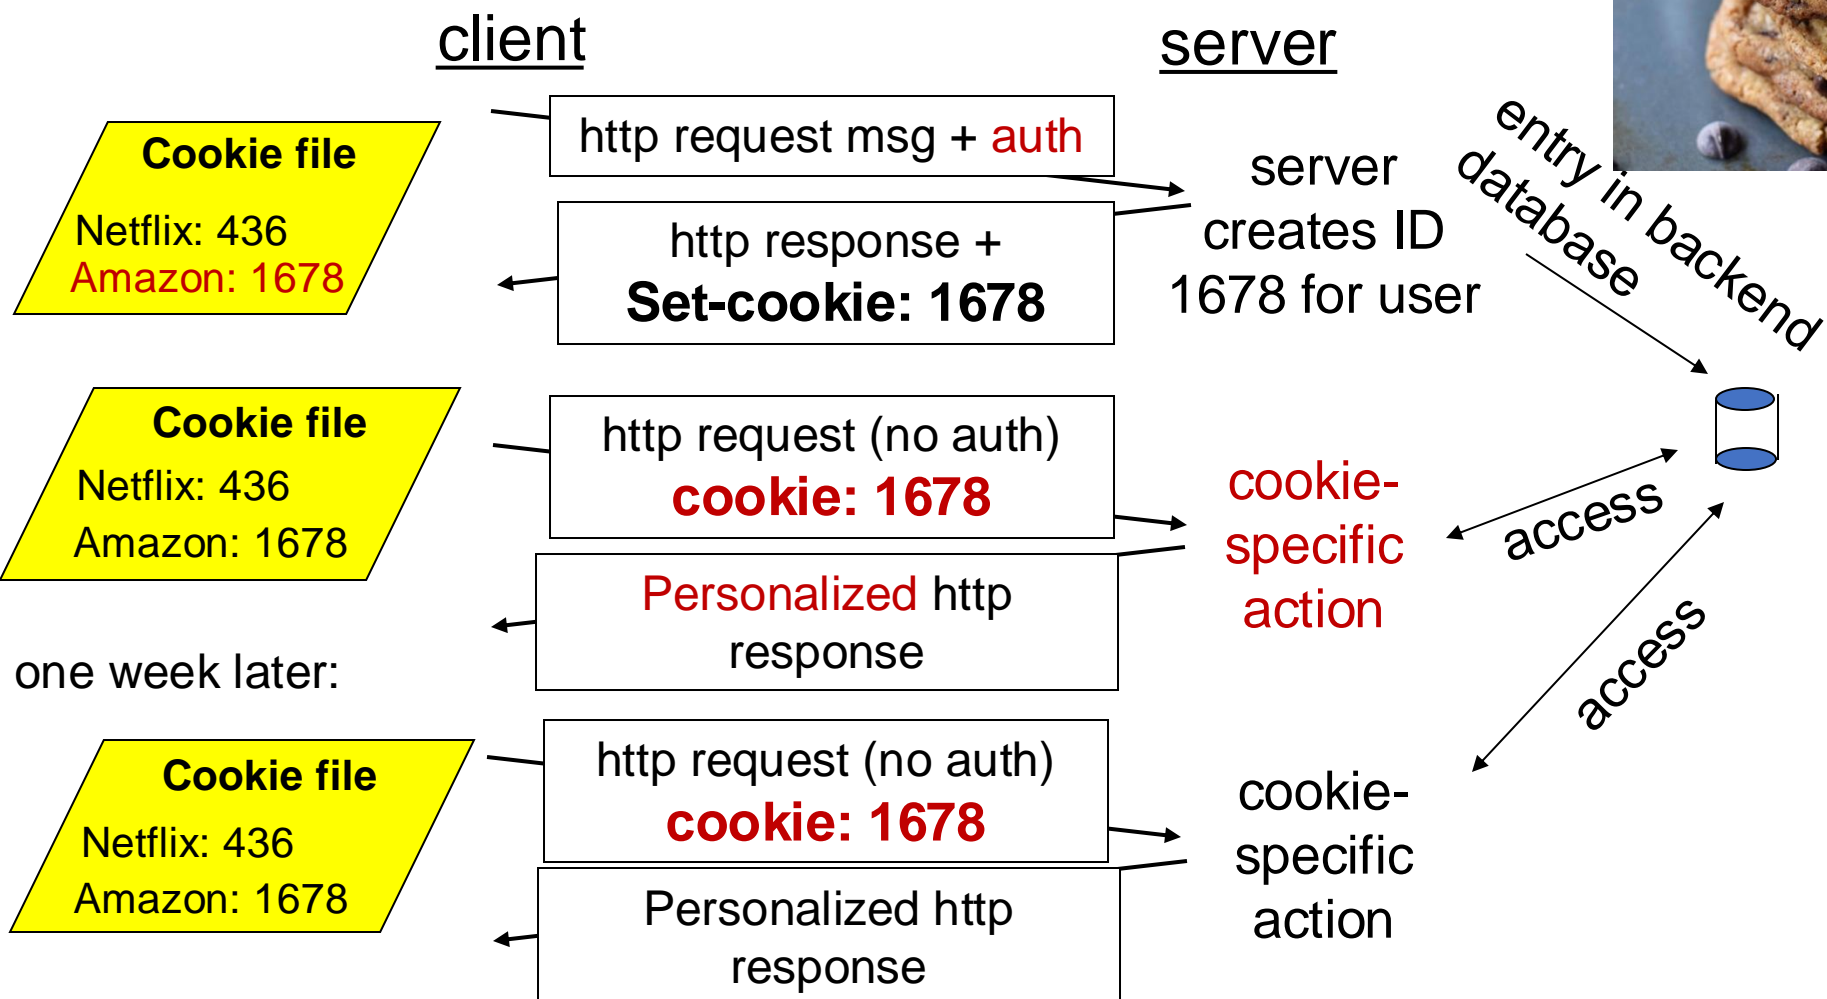 client
server
Cookie file
Netflix: 436
Amazon: 1678
http request msg + auth
http response +
Set-cookie: 1678
server
creates ID
1678 for user
entry in backend
database
Cookie file
Netflix: 436
Amazon: 1678
http request (no auth)
cookie: 1678
Personalized http
response
cookie-
specific
action
access
access
one week later:
Cookie file
Netflix: 436
Amazon: 1678
http request (no auth)
cookie: 1678
Personalized http
response
cookie-
specific
action